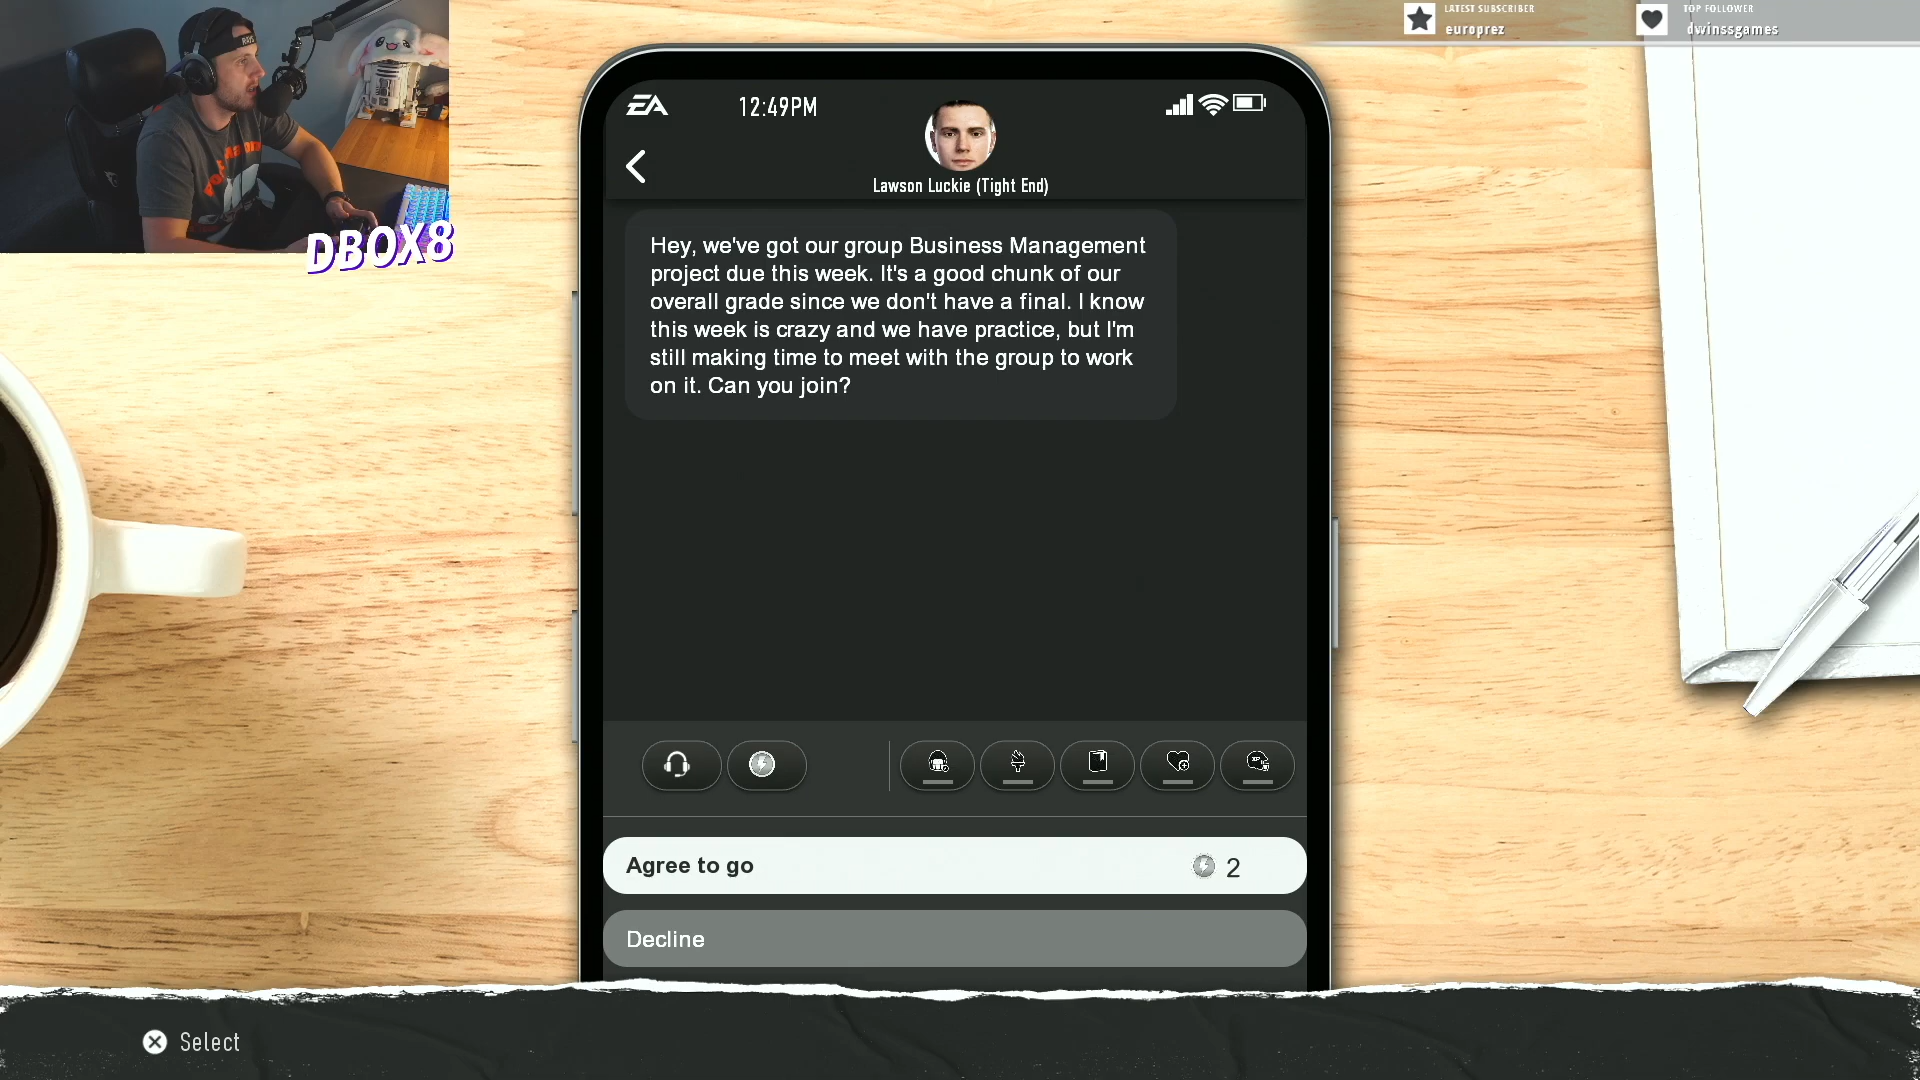 LATEST SUBSCRIBER
europrez
TOP FOLLOWER
dwinssgames
RAYS
DBOX8
EA
12:49PM
Lawson Luckie (Tight End)
Hey, we've got our group Business Management
project due this week. It's a good chunk of our
overall grade since we don't have a final. I know
this week is crazy and we have practice, but I'm
still making time to meet with the group to work
on it. Can you join?
XP
Agree to go
2
Decline
Select